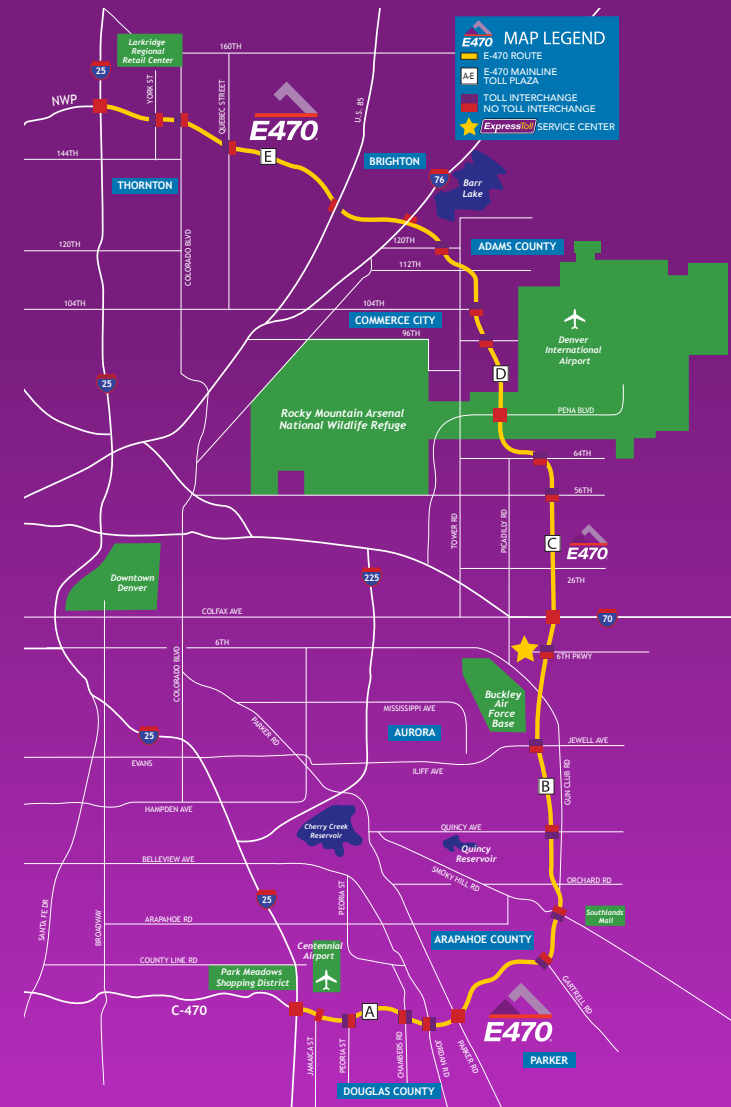 E470 MAP LEGEND
E-470 ROUTE
A-E E-470 MAINLINE
TOLL PLAZA
TOLL INTERCHANGE
NO TOLL INTERCHANGE
ExpressToll SERVICE CENTER
Larkridge
Regional
Retail Center
160TH
25
YORK ST
QUEBEC STREET
U.S. 85
NWP
E470
E
144TH
THORNTON
BRIGHTON
76
Barr
Lake
COLORADO BLVD
120TH
120TH
ADAMS COUNTY
112TH
104TH
104TH
COMMERCE CITY
96TH
Denver
International
Airport
25
D
Rocky Mountain Arsenal
National Wildlife Refuge
PENA BLVD
64TH
56TH
TOWER RD
PICADILLY RD
C
E470
225
26TH
Downtown
Denver
COLFAX AVE
70
6TH
6TH PKWY
COLORADO BLVD
Buckley
Air
Force
Base
MISSISSIPPI AVE
PARKER RD
25
AURORA
JEWELL AVE
EVANS
ILIFF AVE
GUN CLUB RD
B
HAMPDEN AVE
Cherry Creek
Reservoir
QUINCY AVE
Quincy
Reservoir
BELLEVIEW AVE
SMOKY HILL RD
ORCHARD RD
PEORIA ST
25
SANTA FE DR
BROADWAY
ARAPAHOE RD
Southlands
Mall
ARAPAHOE COUNTY
Centennial
Airport
COUNTY LINE RD
Park Meadows
Shopping District
GARTRELL RD
C-470
A
E470
JAMAICA ST
PEORIA ST
CHAMBERS RD
JORDAN RD
PARKER RD
PARKER
DOUGLAS COUNTY